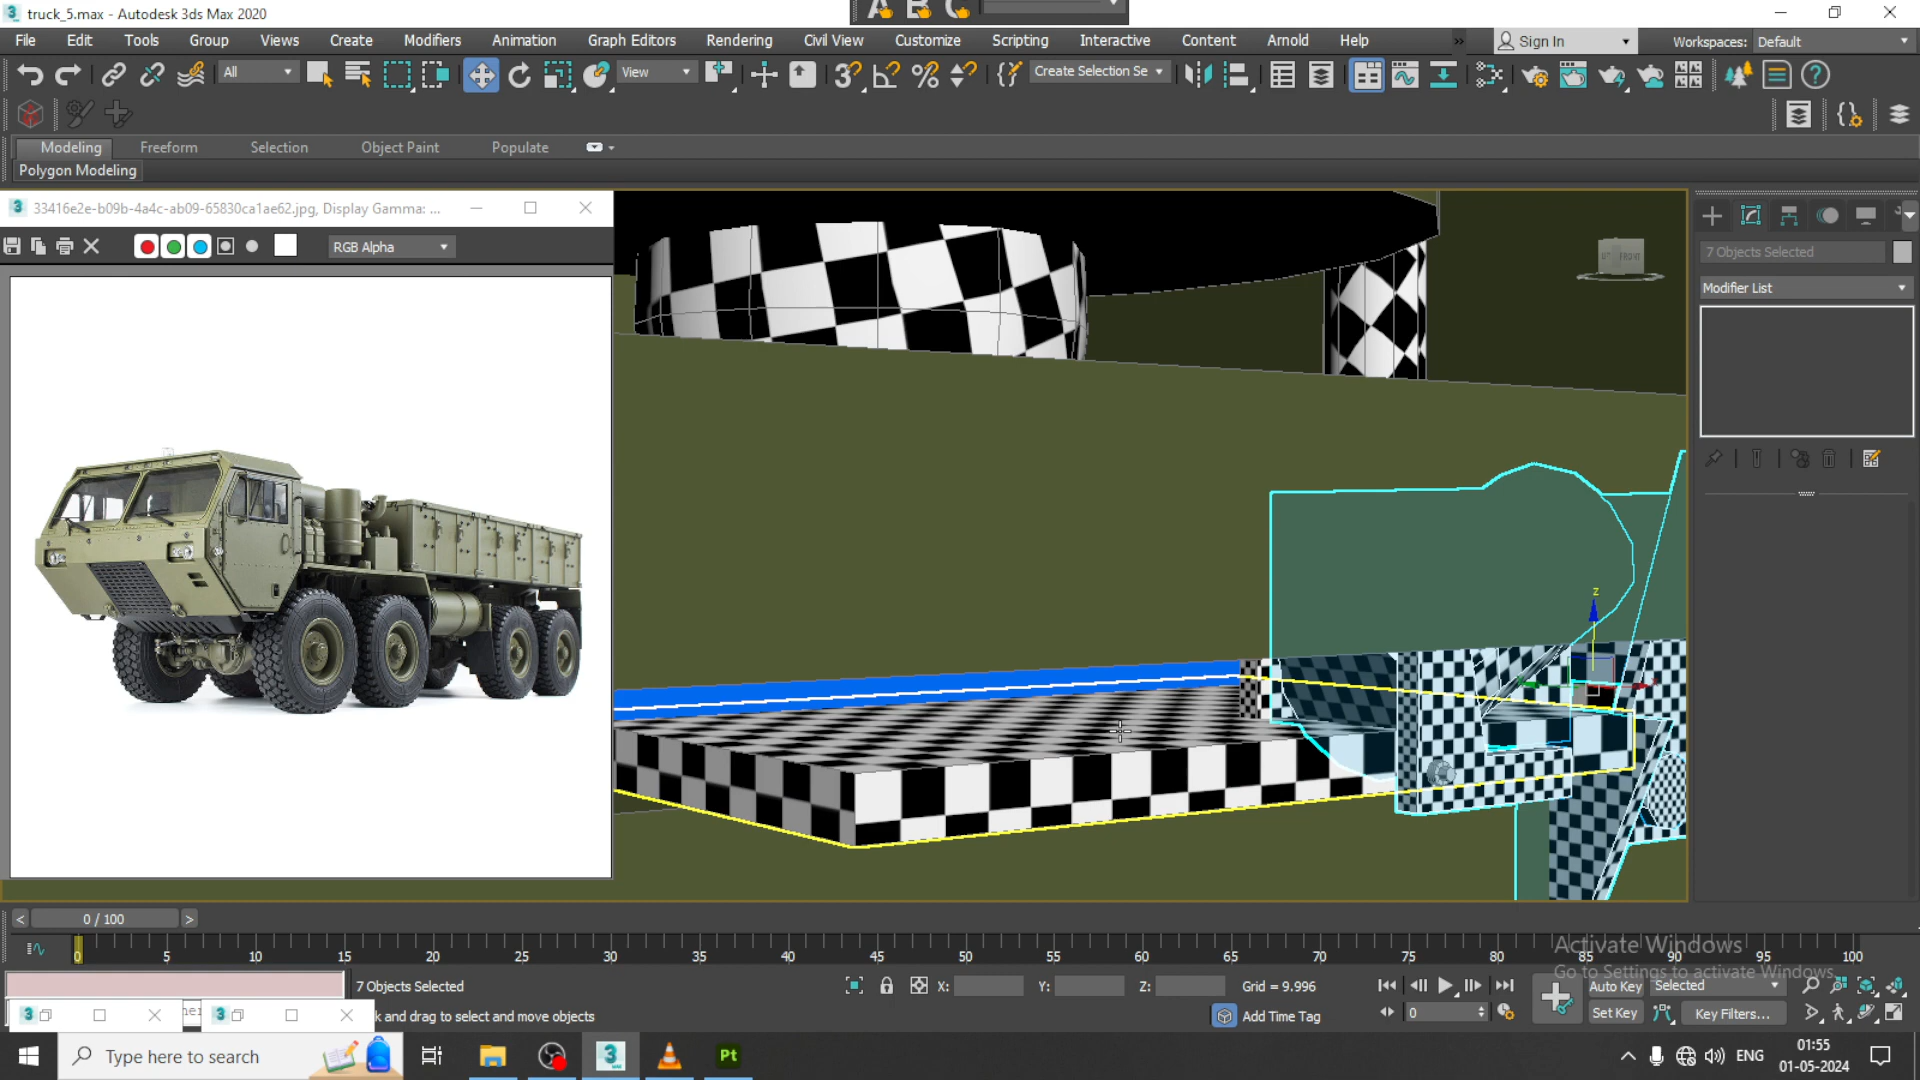 truck_5.max - Autodesk 3ds Max 2020
File Edit Tools Group Views Create Modifiers Animation Graph Editors Rendering Civil View Customize Scripting Interactive Content Arnold Help
Sign In
Workspaces: Default
All
View
Create Selection Se
Modeling Freeform Selection Object Paint Populate
Polygon Modeling
33416e2e-b09b-4a4c-ab09-65830ca1ae62.jpg, Display Gamma: ...
RGB Alpha
FRONT
7 Objects Selected
Modifier List
z
0 / 100
0 5 10 15 20 25 30 35 40 45 50 55 60 65 70 75 80 85 90 95 100
Activate Windows
Go to Settings to activate Windows.
7 Objects Selected
X: Y: Z: Grid = 9.996
Auto Key Selected
k and drag to select and move objects
Add Time Tag
0
Set Key Key Filters...
Type here to search
Pt
ENG
01:55
01-05-2024